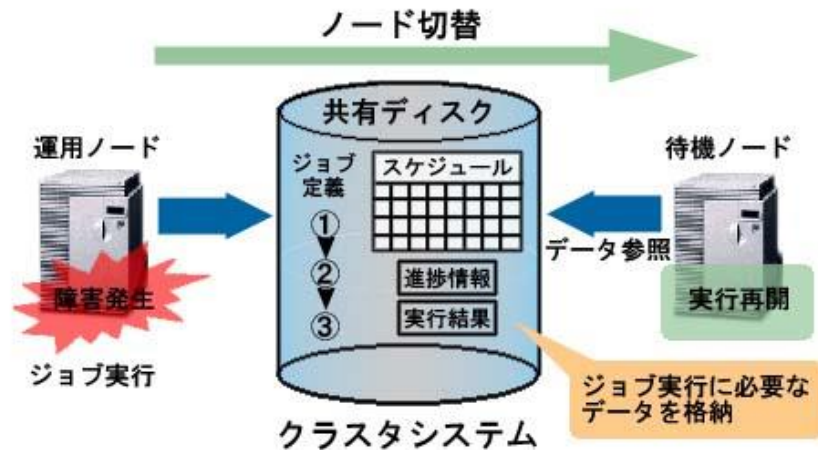 ノード切替
共有ディスク
運用ノード
待機ノード
ジョブ
定義
スケジュール
①
②
③
進捗情報
実行結果
データ参照
障害発生
実行再開
ジョブ実行
ジョブ実行に必要な
データを格納
クラスタシステム